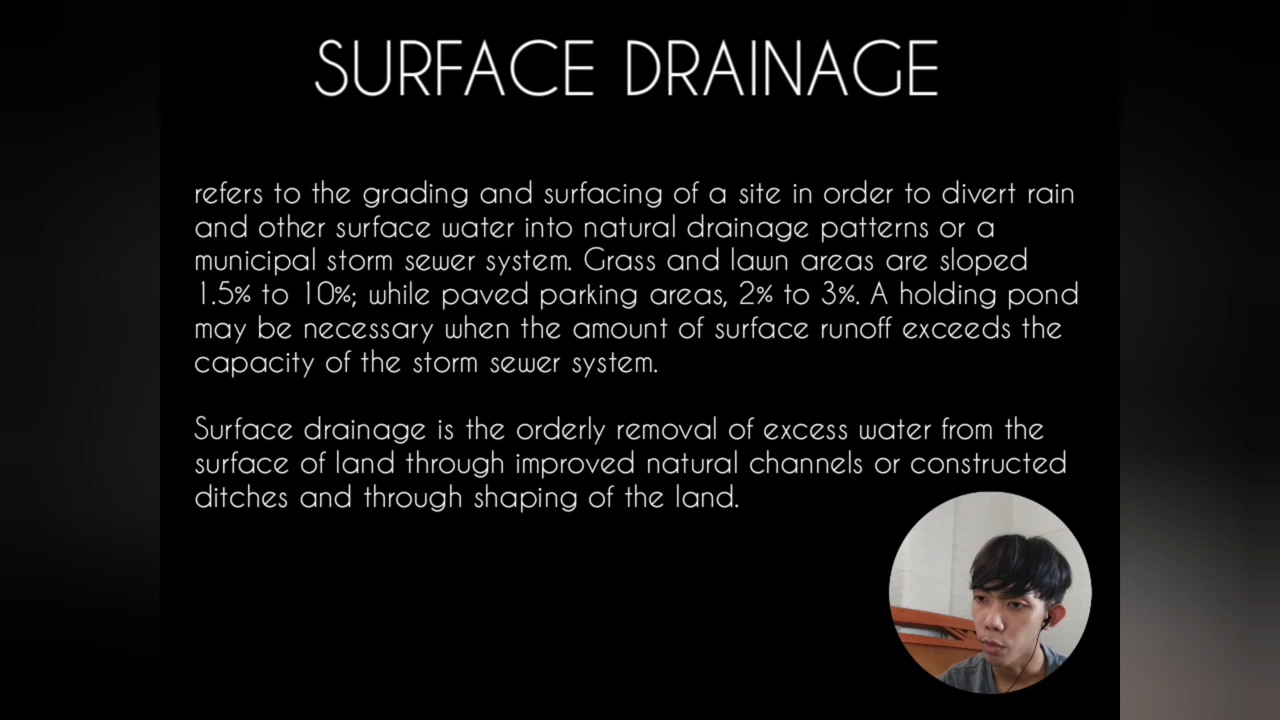 SURFACE DRAINAGE
refers to the grading and surfacing of a site in order to divert rain
and other surface water into natural drainage patterns or a
municipal storm sewer system. Grass and lawn areas are sloped
1.5% to 10%; while paved parking areas, 2% to 3%. A holding pond
may be necessary when the amount of surface runoff exceeds the
capacity of the storm sewer system.
Surface drainage is the orderly removal of excess water from the
surface of land through improved natural channels or constructed
ditches and through shaping of the land.